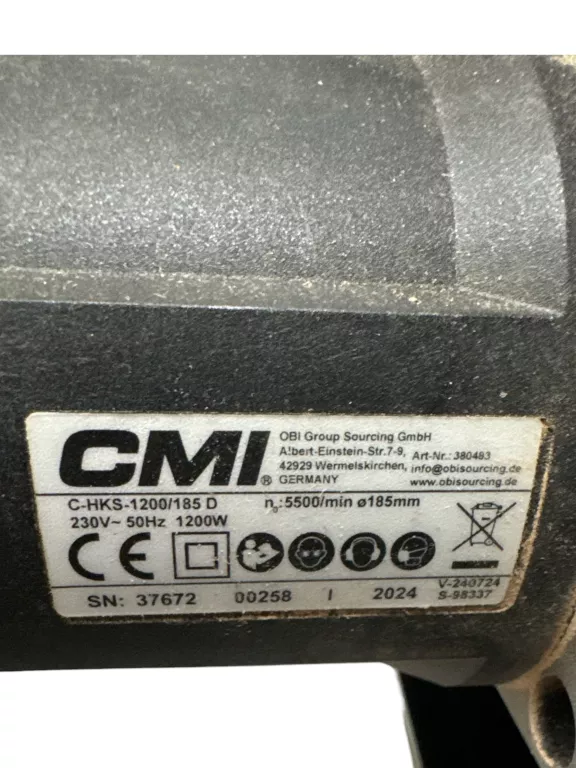 CMI®
OBI Group Sourcing GmbH
Albert-Einstein-Str.7-9, Art-Nr.: 380483
42929 Wermelskirchen, info@obisourcing.de
GERMANY www.obisourcing.de
C-HKS-1200/185 D n₀:5500/min ø185mm
230V~ 50Hz 1200W
CE
V-240724
SN: 37672 00258 I 2024 S-98337